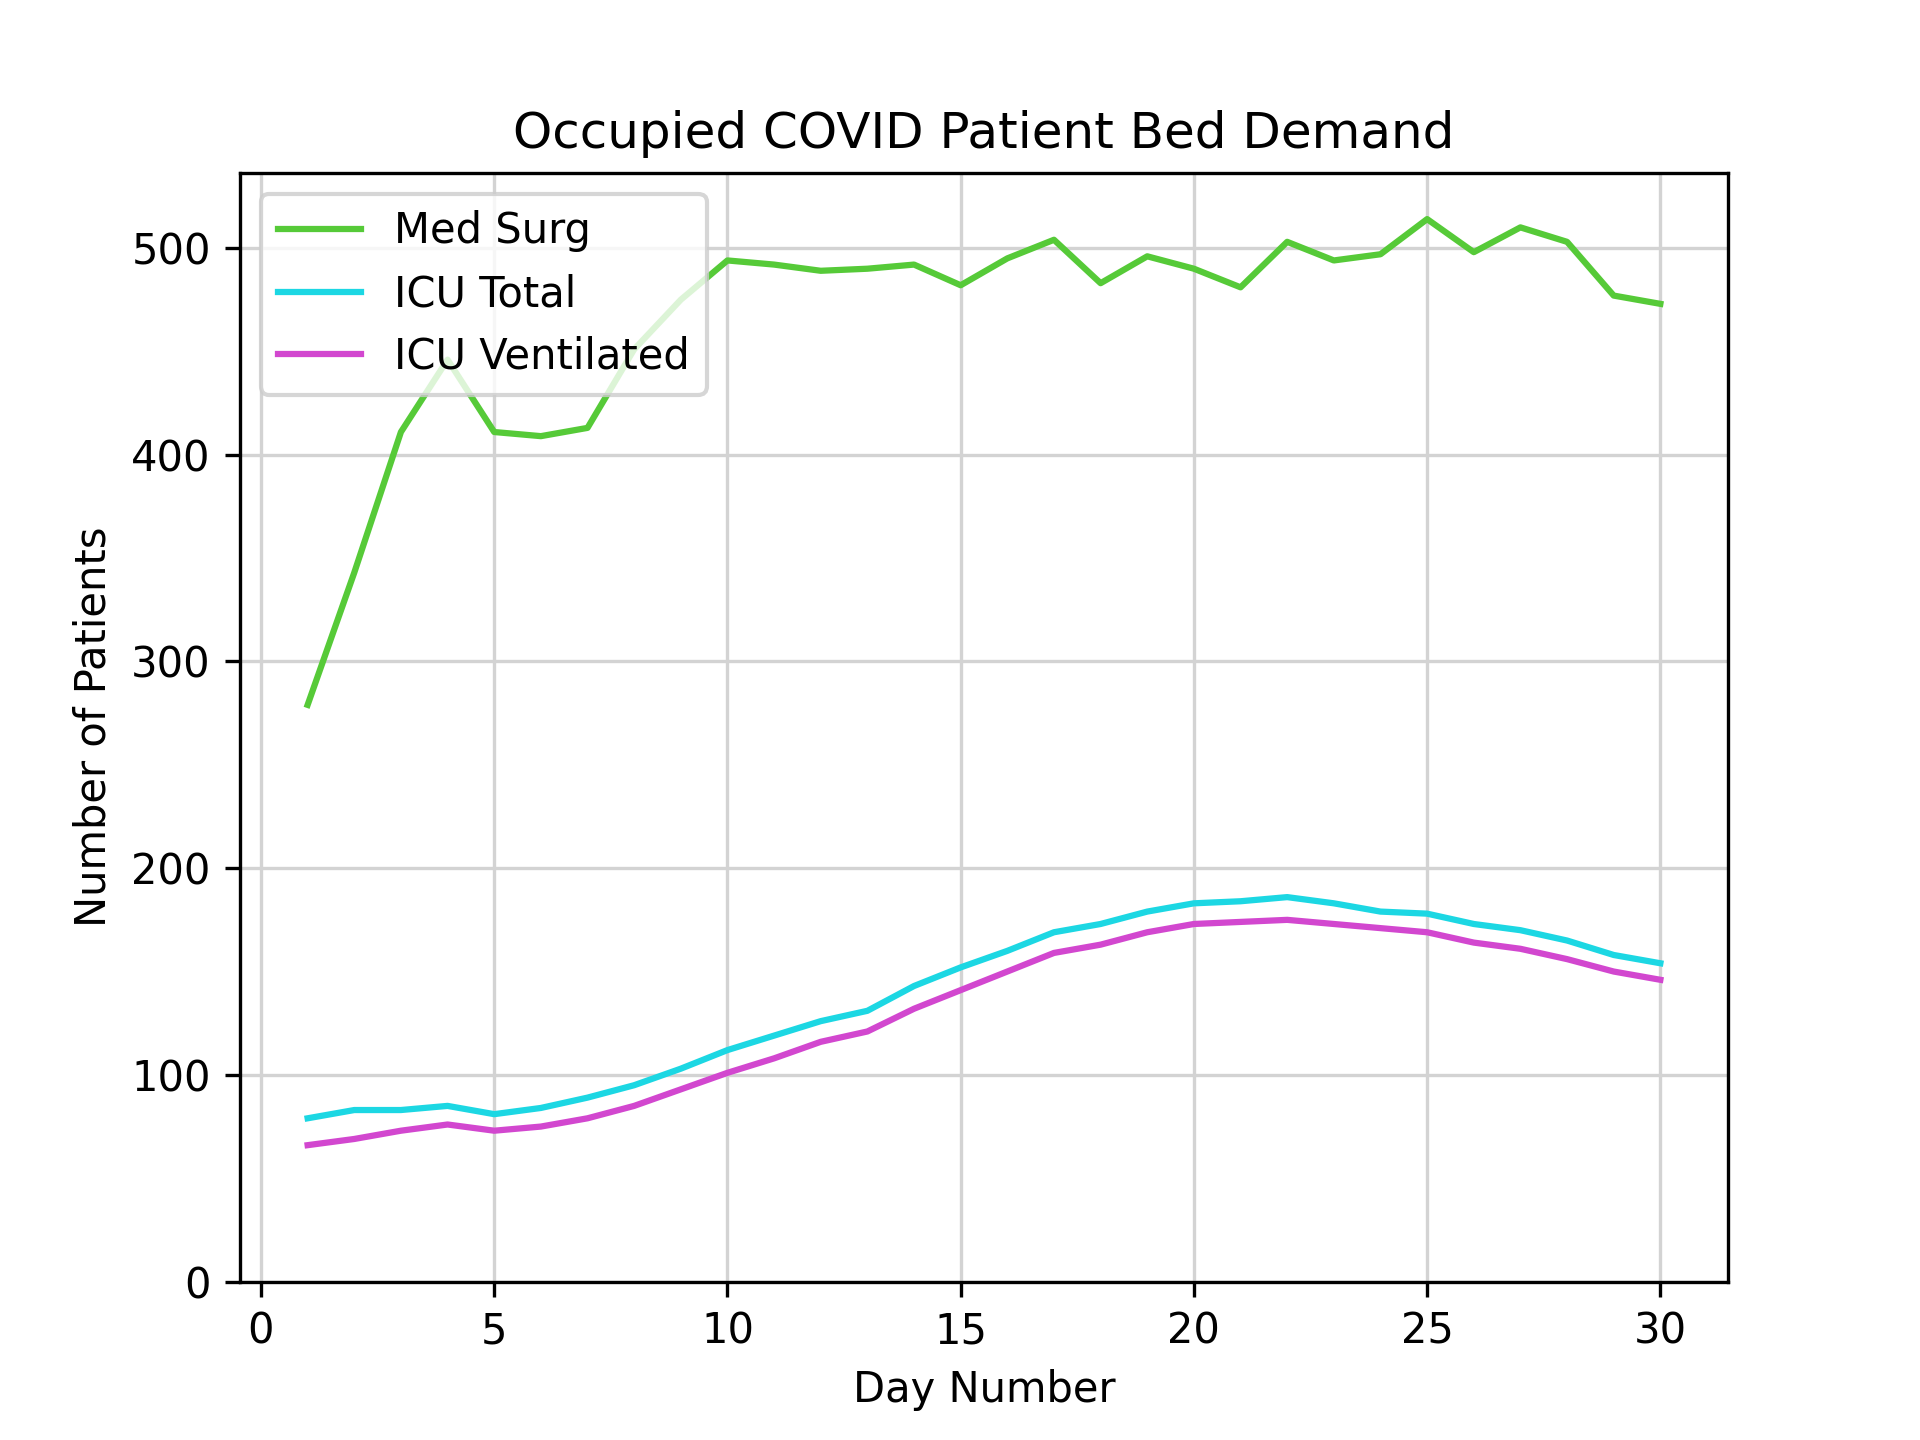 Occupied COVID Patient Bed Demand
Med Surg
ICU Total
ICU Ventilated
500
400
300
200
100
0
Number of Patients
0 5 10 15 20 25 30
Day Number